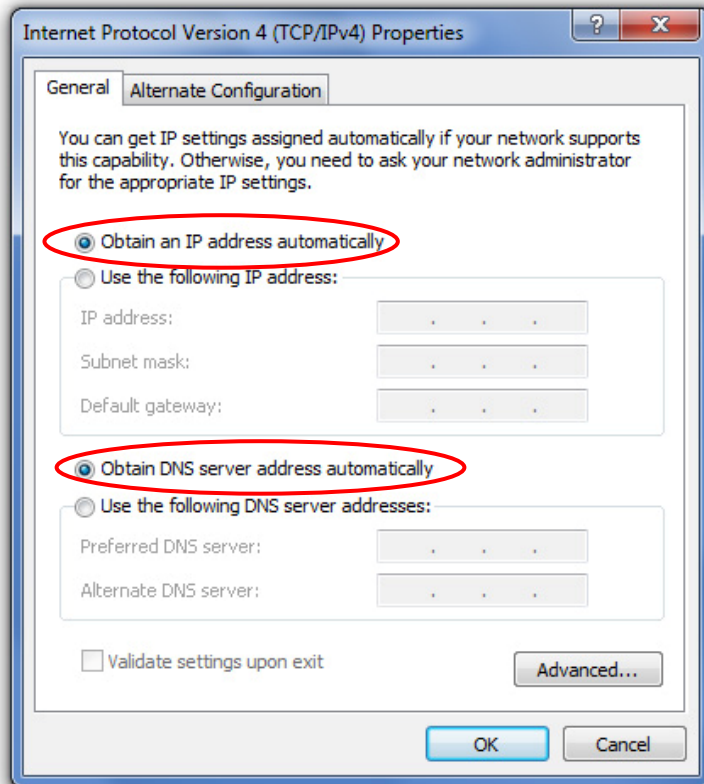 Internet Protocol Version 4 (TCP/IPv4) Properties
?
X
General
Alternate Configuration
You can get IP settings assigned automatically if your network supports
this capability. Otherwise, you need to ask your network administrator
for the appropriate IP settings.
Obtain an IP address automatically
Use the following IP address:
IP address:
. . .
Subnet mask:
. . .
Default gateway:
. . .
Obtain DNS server address automatically
Use the following DNS server addresses:
Preferred DNS server:
. . .
Alternate DNS server:
. . .
Validate settings upon exit
Advanced...
OK
Cancel